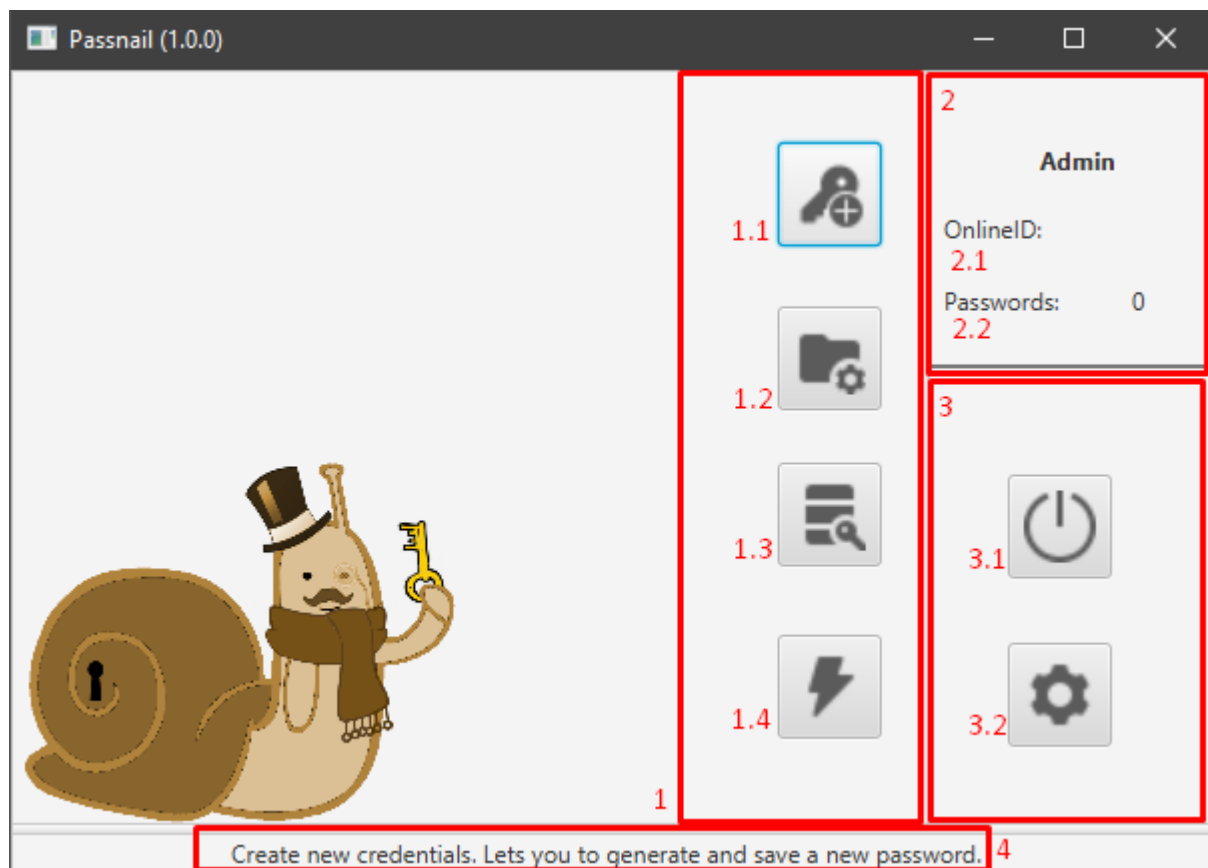 Passnail (1.0.0)
2
Admin
1.1
OnlineID:
2.1
Passwords: 0
2.2
1.2
3
1.3
3.1
1.4
3.2
1
Create new credentials. Lets you to generate and save a new password.
4